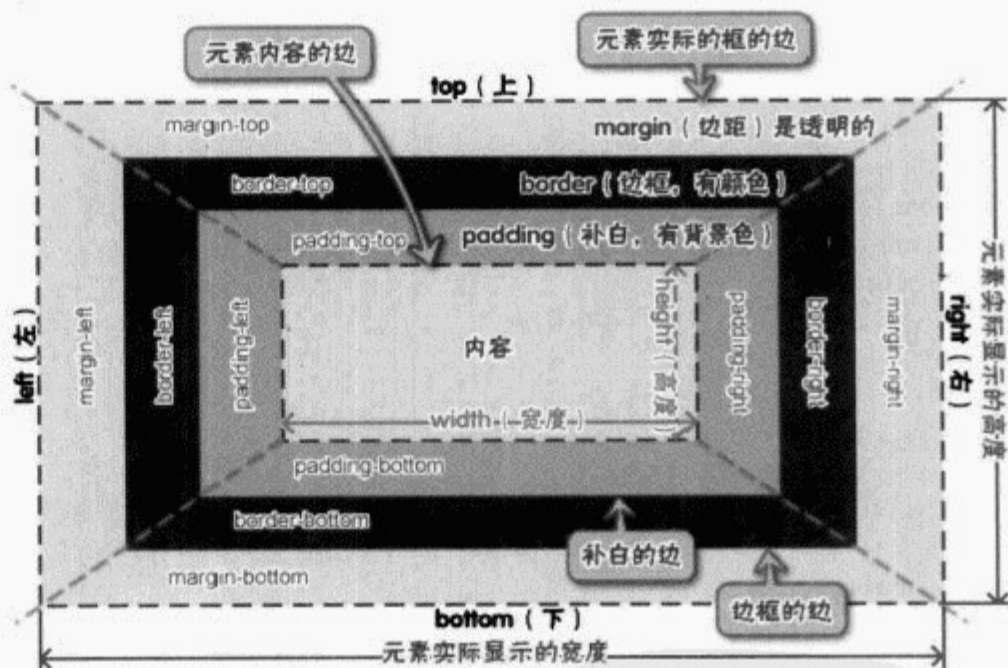 元素内容的边
元素实际的框的边
top（上）
margin-top
margin（边距）是透明的
border-top
border（边框，有颜色）
padding-top
padding（补白，有背景色）
left（左）
margin-left
border-left
padding-left
内容
height（高度）
width（宽度）
padding-right
border-right
margin-right
right（右）
元素实际显示的高度
padding-bottom
border-bottom
补白的边
margin-bottom
边框的边
bottom（下）
元素实际显示的宽度